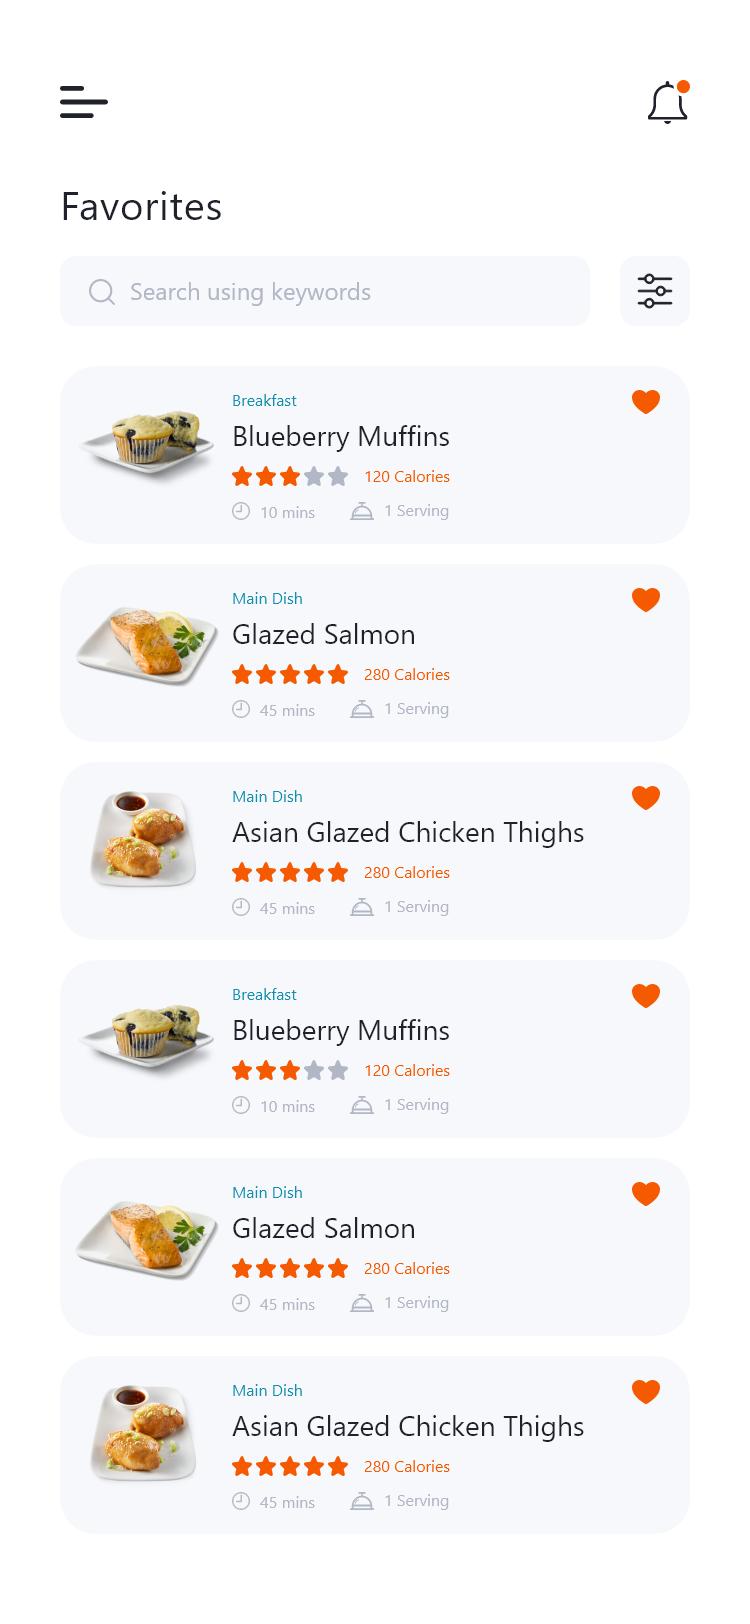 Favorites
Search using keywords
Breakfast
Blueberry Muffins
120 Calories
10 mins 1 Serving
Main Dish
Glazed Salmon
280 Calories
45 mins 1 Serving
Main Dish
Asian Glazed Chicken Thighs
280 Calories
45 mins 1 Serving
Breakfast
Blueberry Muffins
120 Calories
10 mins 1 Serving
Main Dish
Glazed Salmon
280 Calories
45 mins 1 Serving
Main Dish
Asian Glazed Chicken Thighs
280 Calories
45 mins 1 Serving